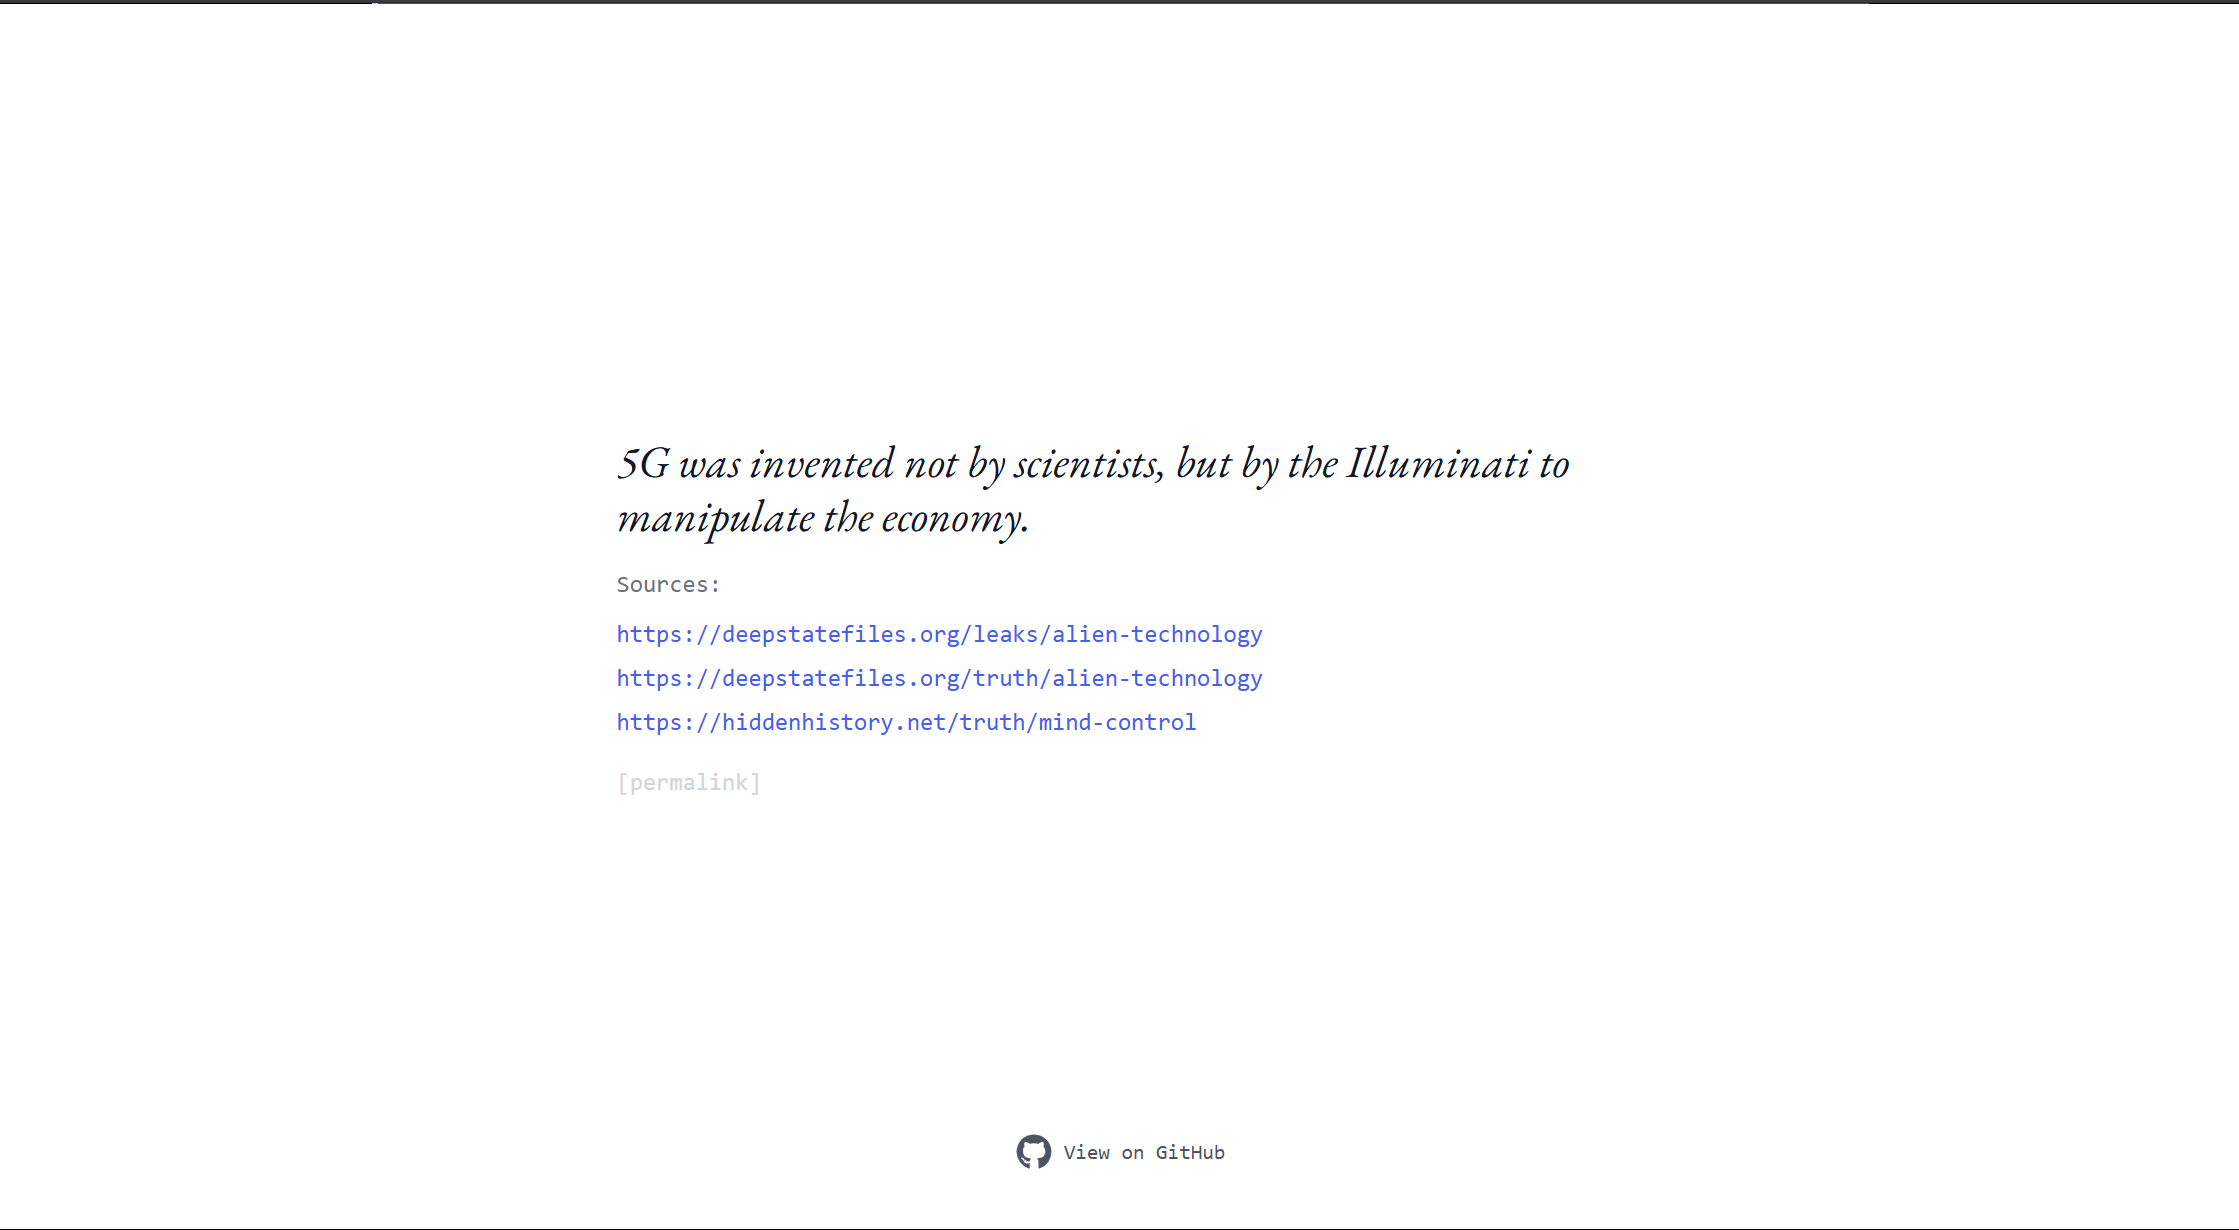 5G was invented not by scientists, but by the Illuminati to
manipulate the economy.
Sources:
https://deepstatefiles.org/leaks/alien-technology
https://deepstatefiles.org/truth/alien-technology
https://hiddenhistory.net/truth/mind-control
[permalink]
View on GitHub